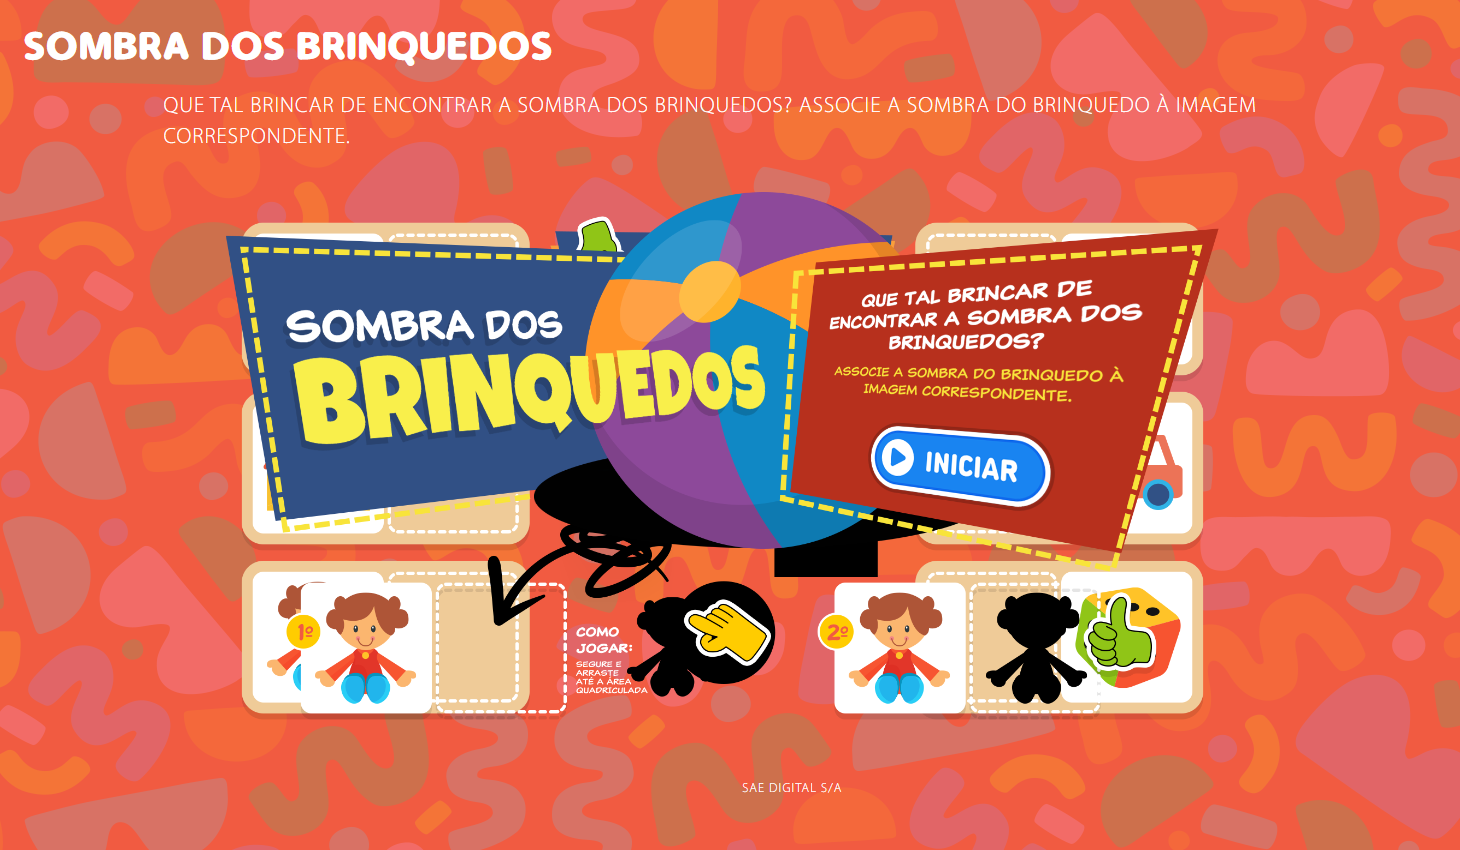 SOMBRA DOS BRINQUEDOS
QUE TAL BRINCAR DE ENCONTRAR A SOMBRA DOS BRINQUEDOS? ASSOCIE A SOMBRA DO BRINQUEDO À IMAGEM
CORRESPONDENTE.
SOMBRA DOS
BRINQUEDOS
QUE TAL BRINCAR DE
ENCONTRAR A SOMBRA DOS
BRINQUEDOS?
ASSOCIE A SOMBRA DO BRINQUEDO À
IMAGEM CORRESPONDENTE.
INICIAR
1º
COMO
JOGAR:
SEGURE E
ARRASTE
ATÉ A ÁREA
QUADRICULADA
2º
SAE DIGITAL S/A